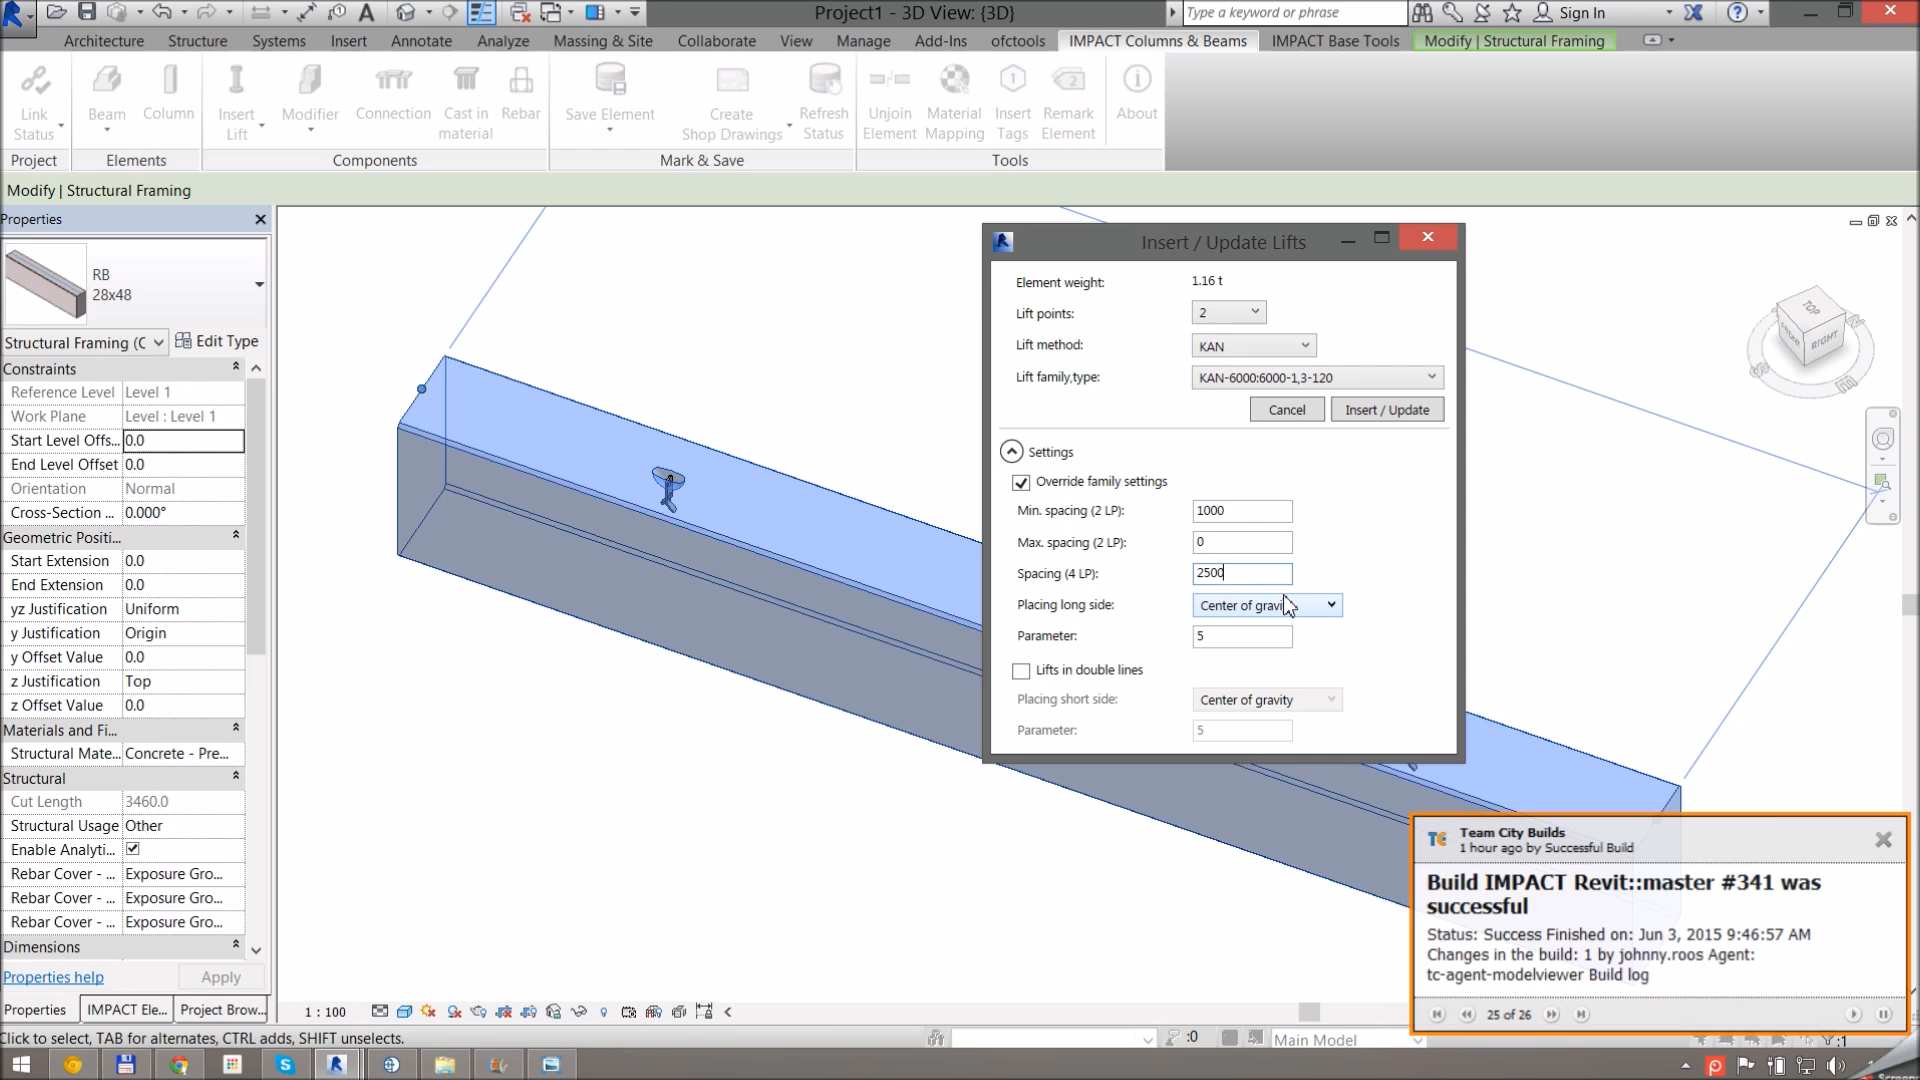 Project1 - 3D View: {3D}
Type a keyword or phrase
Sign In
Architecture Structure Systems Insert Annotate Analyze Massing & Site Collaborate View Manage Add-Ins ofctools IMPACT Columns & Beams IMPACT Base Tools Modify | Structural Framing
Link Status
Beam
Column
Insert Lift
Modifier
Connection
Cast in material
Rebar
Save Element
Create Shop Drawings
Refresh Status
Unjoin Element
Material Mapping
Insert Tags
Remark Element
About
Project Elements Components Mark & Save Tools
Modify | Structural Framing
Properties
RB
28x48
Structural Framing (C
Edit Type
Constraints
Reference Level Level 1
Work Plane Level : Level 1
Start Level Offs... 0.0
End Level Offset 0.0
Orientation Normal
Cross-Section ... 0.000°
Geometric Positi...
Start Extension 0.0
End Extension 0.0
yz Justification Uniform
y Justification Origin
y Offset Value 0.0
z Justification Top
z Offset Value 0.0
Materials and Fi...
Structural Mate... Concrete - Pre...
Structural
Cut Length 3460.0
Structural Usage Other
Enable Analyti...
Rebar Cover - ... Exposure Gro...
Rebar Cover - ... Exposure Gro...
Rebar Cover - ... Exposure Gro...
Dimensions
Properties help
Apply
Properties IMPACT Ele... Project Brow...
Insert / Update Lifts
Element weight: 1.16 t
Lift points: 2
Lift method: KAN
Lift family,type: KAN-6000:6000-1,3-120
Cancel Insert / Update
Settings
Override family settings
Min. spacing (2 LP): 1000
Max. spacing (2 LP): 0
Spacing (4 LP): 2500
Placing long side: Center of gravi
Parameter: 5
Lifts in double lines
Placing short side: Center of gravity
Parameter: 5
TOP
RIGHT
Team City Builds
1 hour ago by Successful Build
Build IMPACT Revit::master #341 was
successful
Status: Success Finished on: Jun 3, 2015 9:46:57 AM
Changes in the build: 1 by johnny.roos Agent:
tc-agent-modelviewer Build log
25 of 26
1 : 100
Click to select, TAB for alternates, CTRL adds, SHIFT unselects.
:0
Main Model
:1